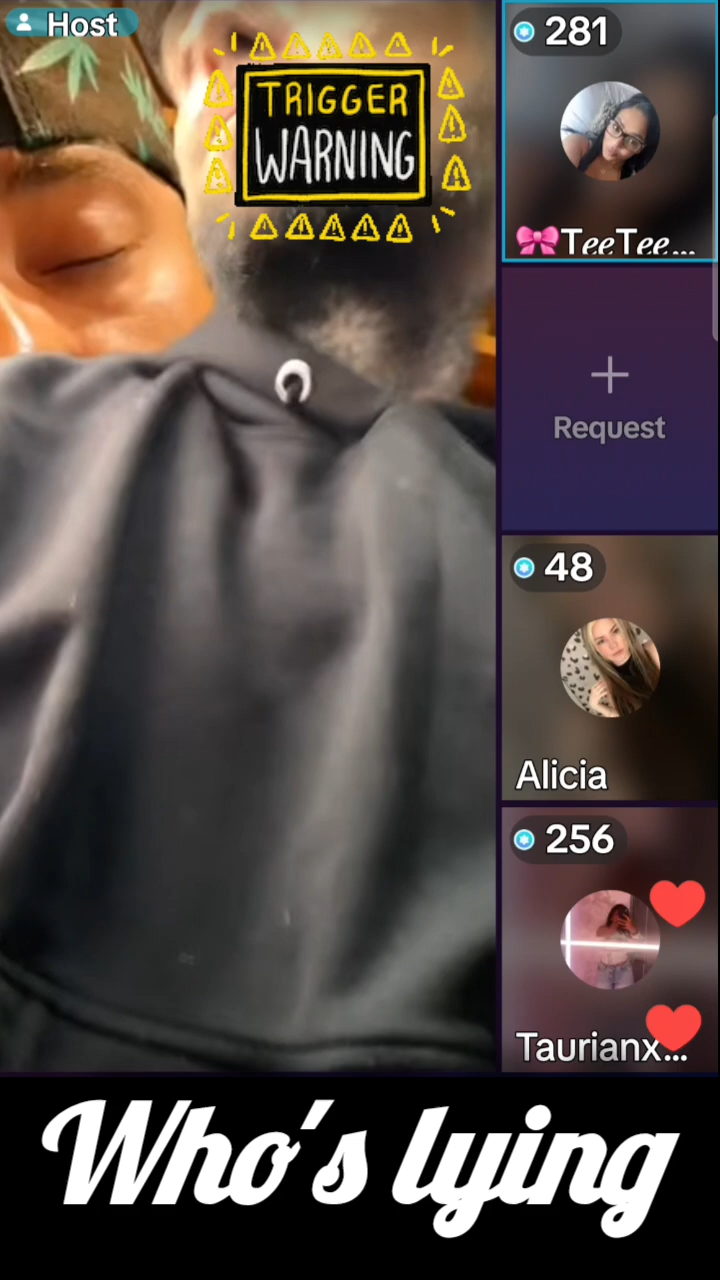 Host
TRIGGER
WARNING
281
🎀TeeTee...
Request
48
Alicia
256
Taurianx...
Who's lying